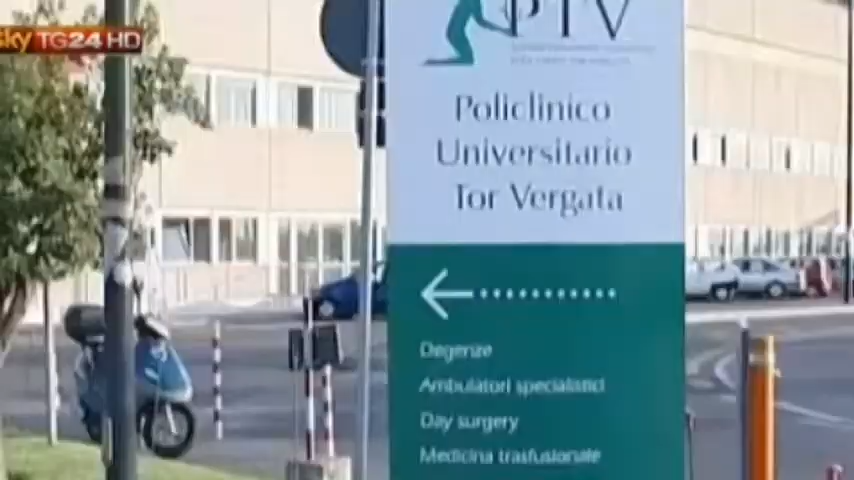 sky TG24 HD
PTV
Policlinico
Universitario
Tor Vergata
Degenze
Ambulatori specialistici
Day surgery
Medicina trasfusionale